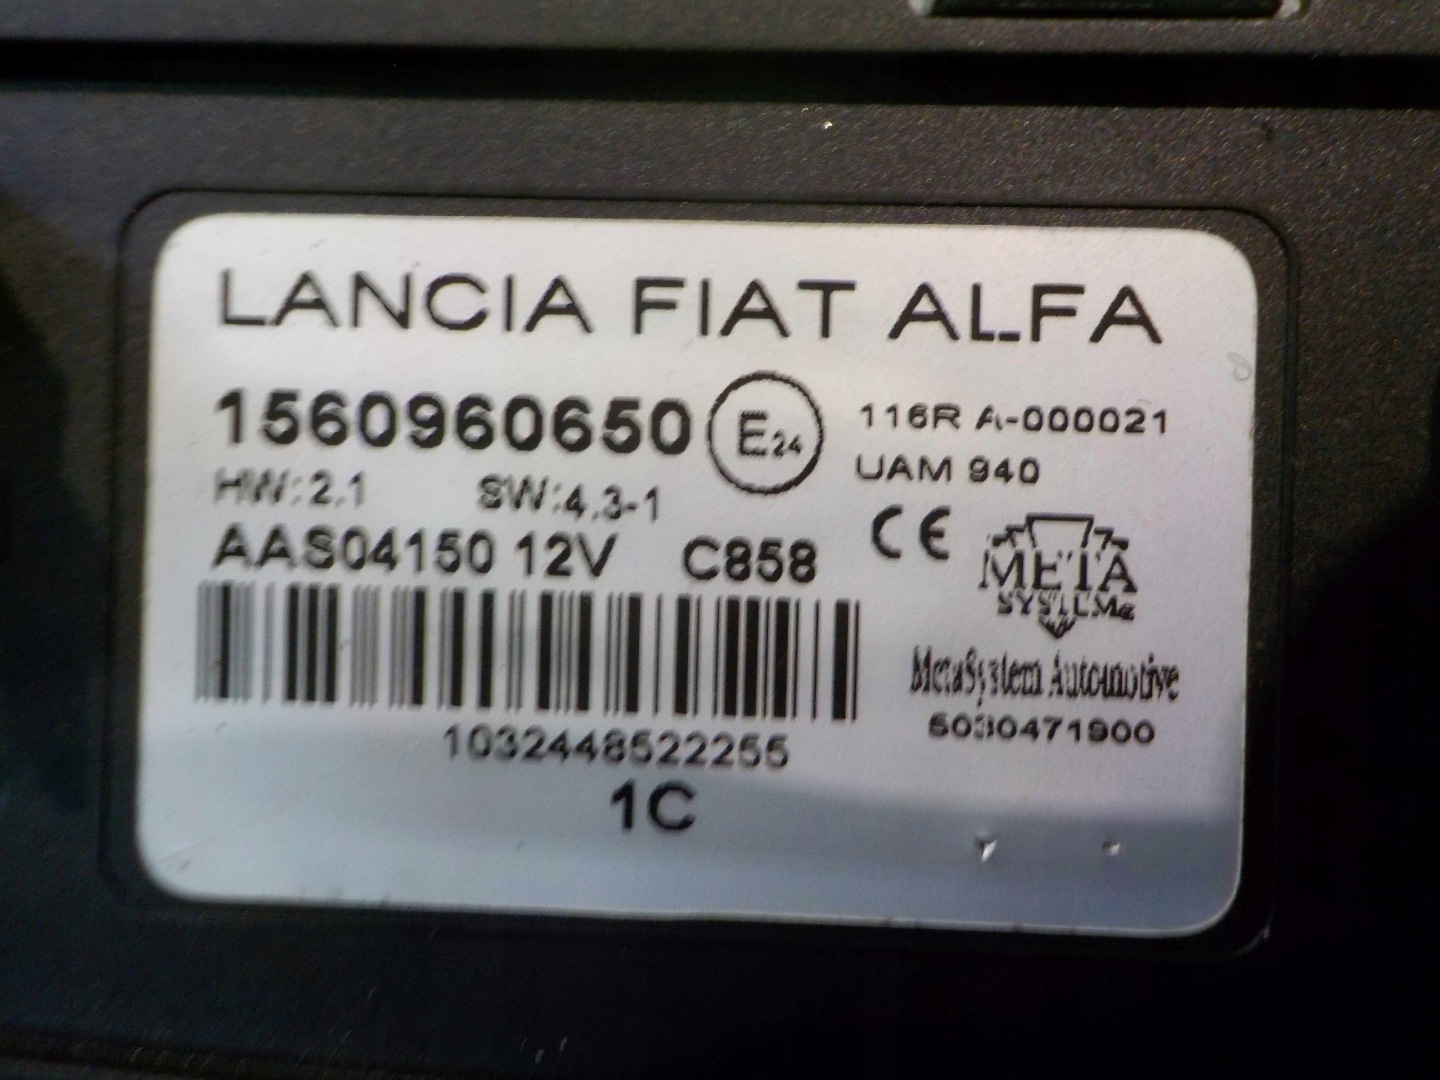 LANCIA FIAT ALFA
1560960650 E24 116R A-000021
UAM 940
HW:2.1 SW:4.3-1
AAS04150 12V C858 CE
META
SYSTEM
MetaSystem Automotive
5030471900
1032448522255
1C